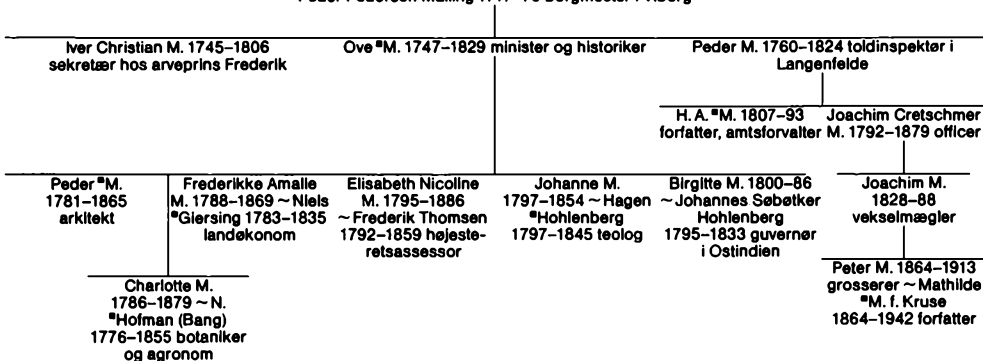 Peder Pedersen Malling borgmester i Viborg
Iver Christian M. 1745–1806
sekretær hos arveprins Frederik
Ove ▪M. 1747–1829 minister og historiker
Peder M. 1760–1824 toldinspektør i
Langenfelde
H. A. ▪M. 1807–93
forfatter, amtsforvalter
Joachim Cretschmer
M. 1792–1879 officer
Peder ▪M.
1781–1865
arkitekt
Frederikke Amalie
M. 1788–1869 ~ Niels
▪Giersing 1783–1835
landøkonom
Elisabeth Nicoline
M. 1795–1886
~ Frederik Thomsen
1792–1859 højeste-
retsassessor
Johanne M.
1797–1854 ~ Hagen
▪Hohlenberg
1797–1845 teolog
Birgitte M. 1800–86
~ Johannes Søbøtker
Hohlenberg
1795–1833 guvernør
i Ostindien
Joachim M.
1828–88
vekselmægler
Charlotte M.
1786–1879 ~ N.
▪Hofman (Bang)
1776–1855 botaniker
og agronom
Peter M. 1864–1913
grosserer ~ Mathilde
▪M. f. Kruse
1864–1942 forfatter